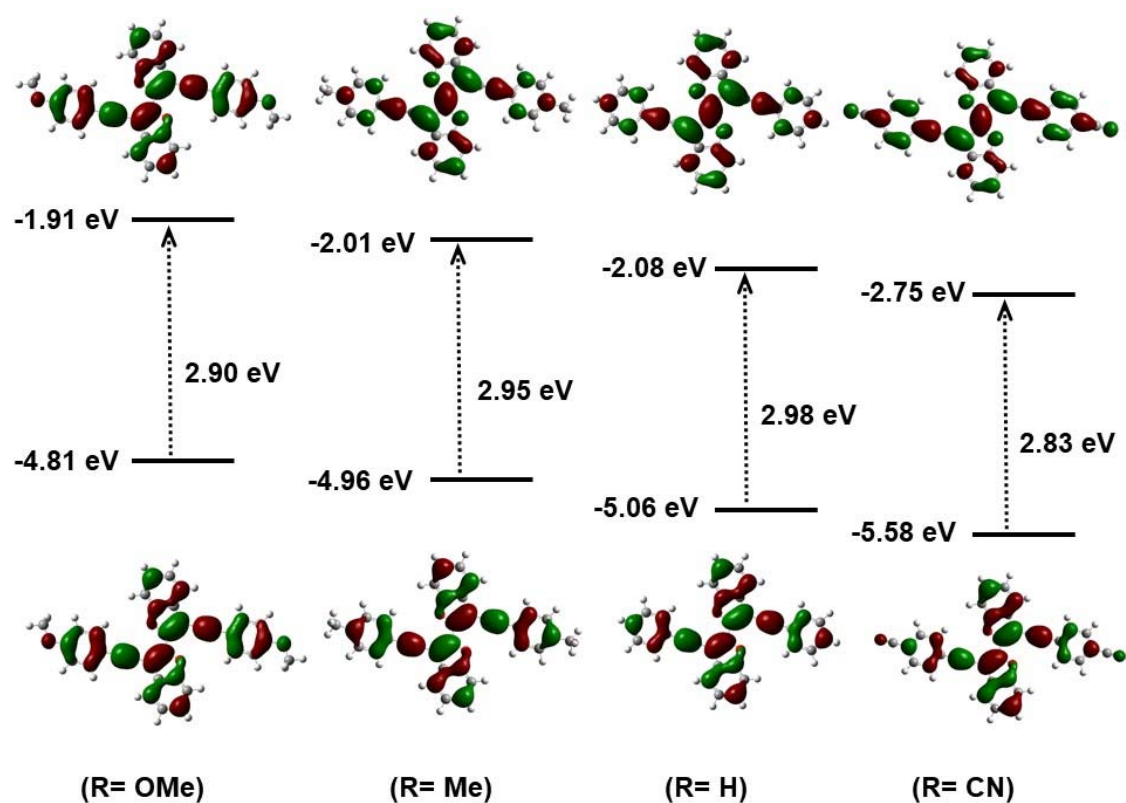 -1.91 eV
-2.01 eV
-2.08 eV
-2.75 eV
2.90 eV
2.95 eV
2.98 eV
2.83 eV
-4.81 eV
-4.96 eV
-5.06 eV
-5.58 eV
(R= OMe)
(R= Me)
(R= H)
(R= CN)